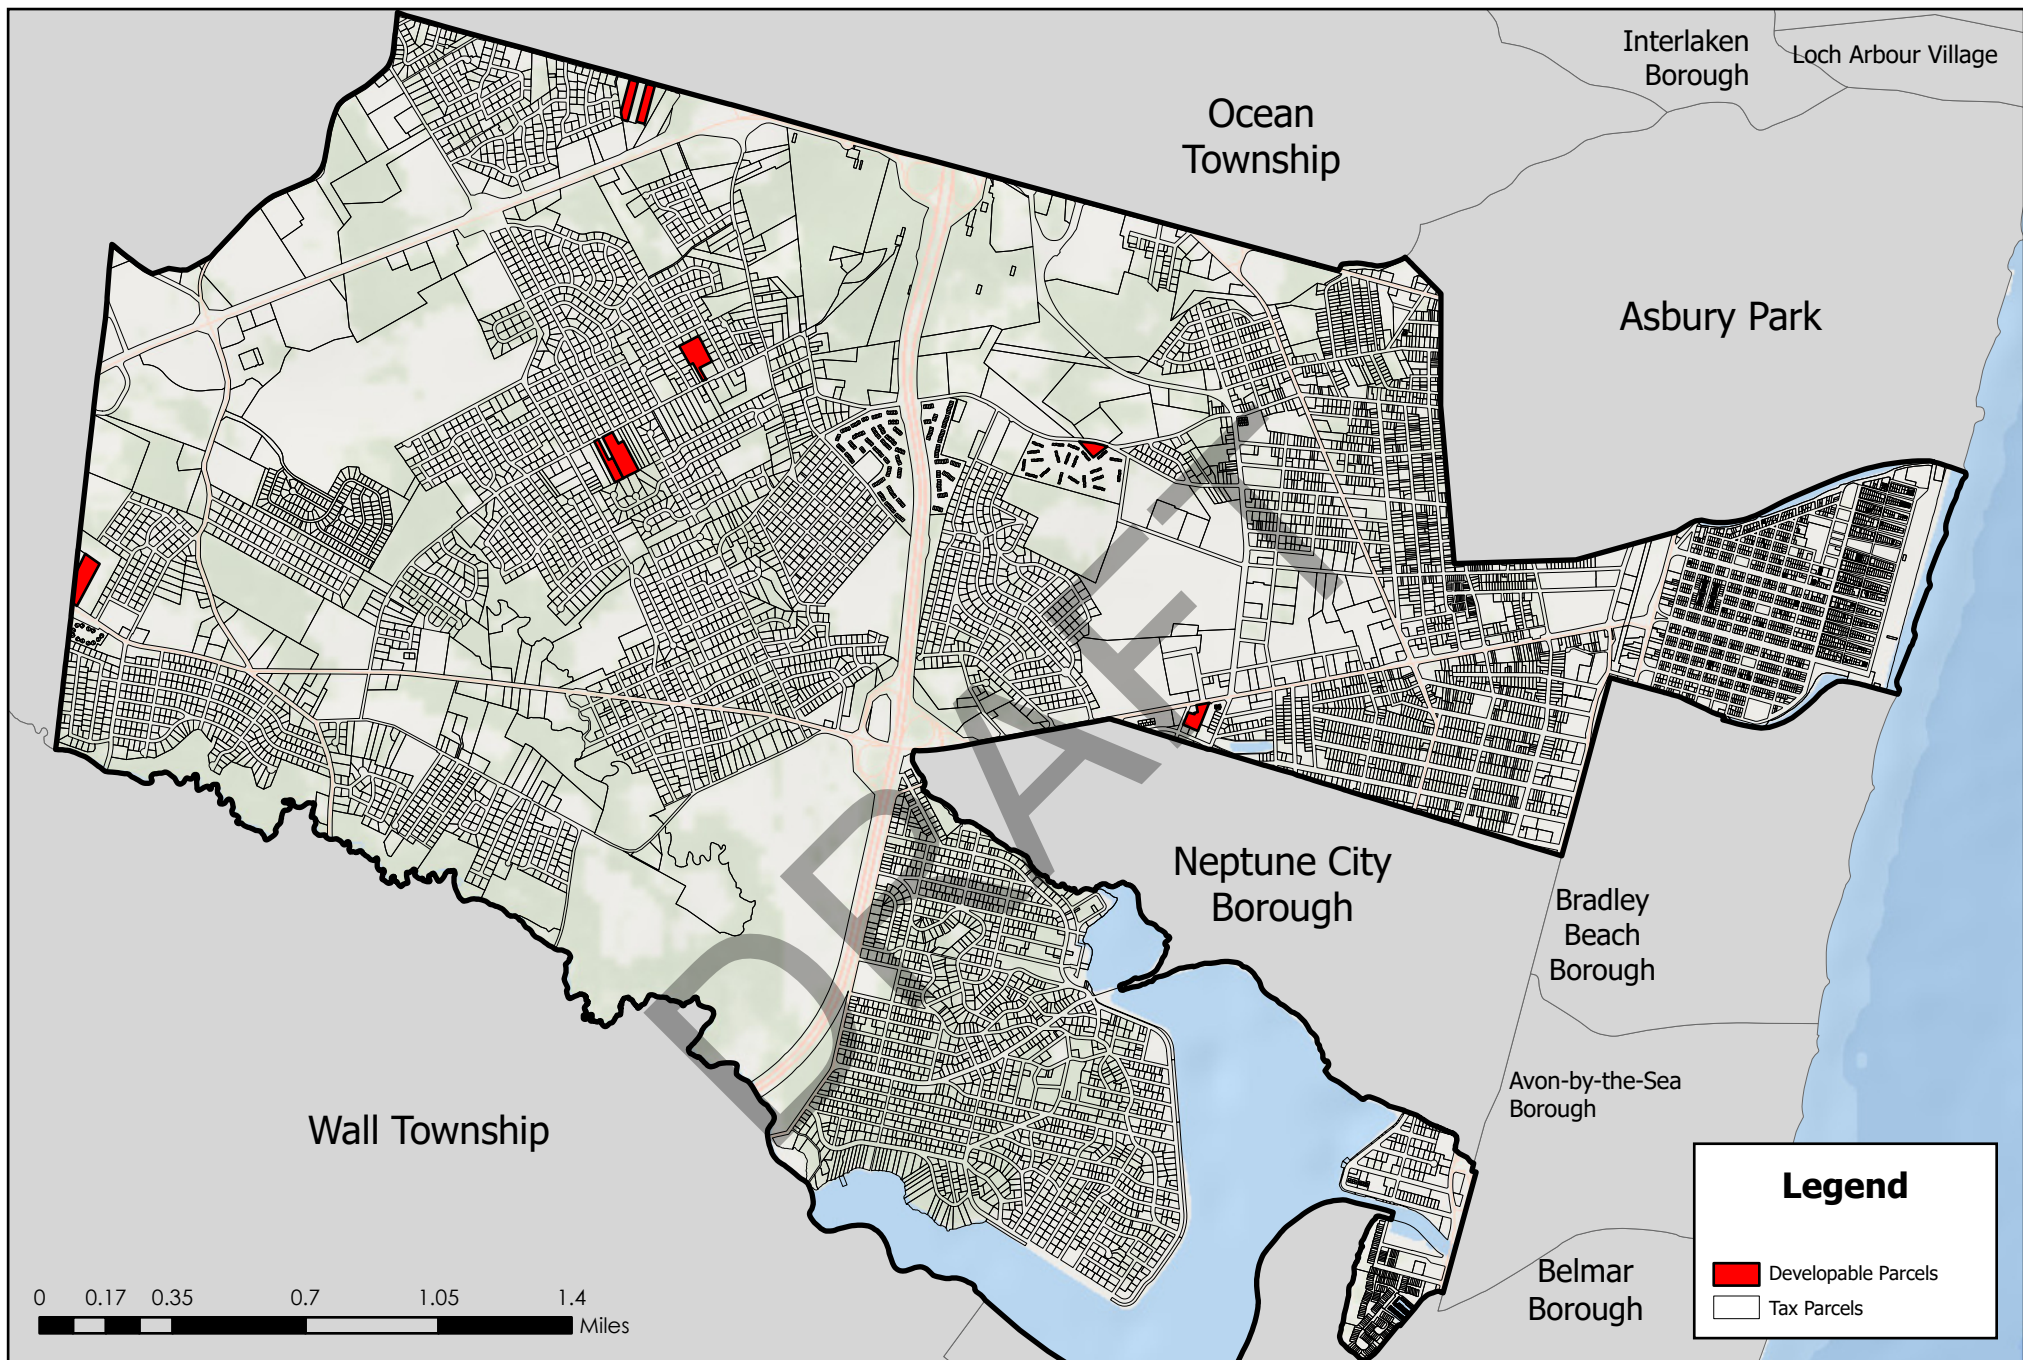 Interlaken
Borough
Loch Arbour Village
Ocean
Township
Asbury Park
Neptune City
Borough
Bradley
Beach
Borough
Avon-by-the-Sea
Borough
Wall Township
Belmar
Borough
DRAFT
Legend
Developable Parcels
Tax Parcels
0 0.17 0.35 0.7 1.05 1.4
Miles